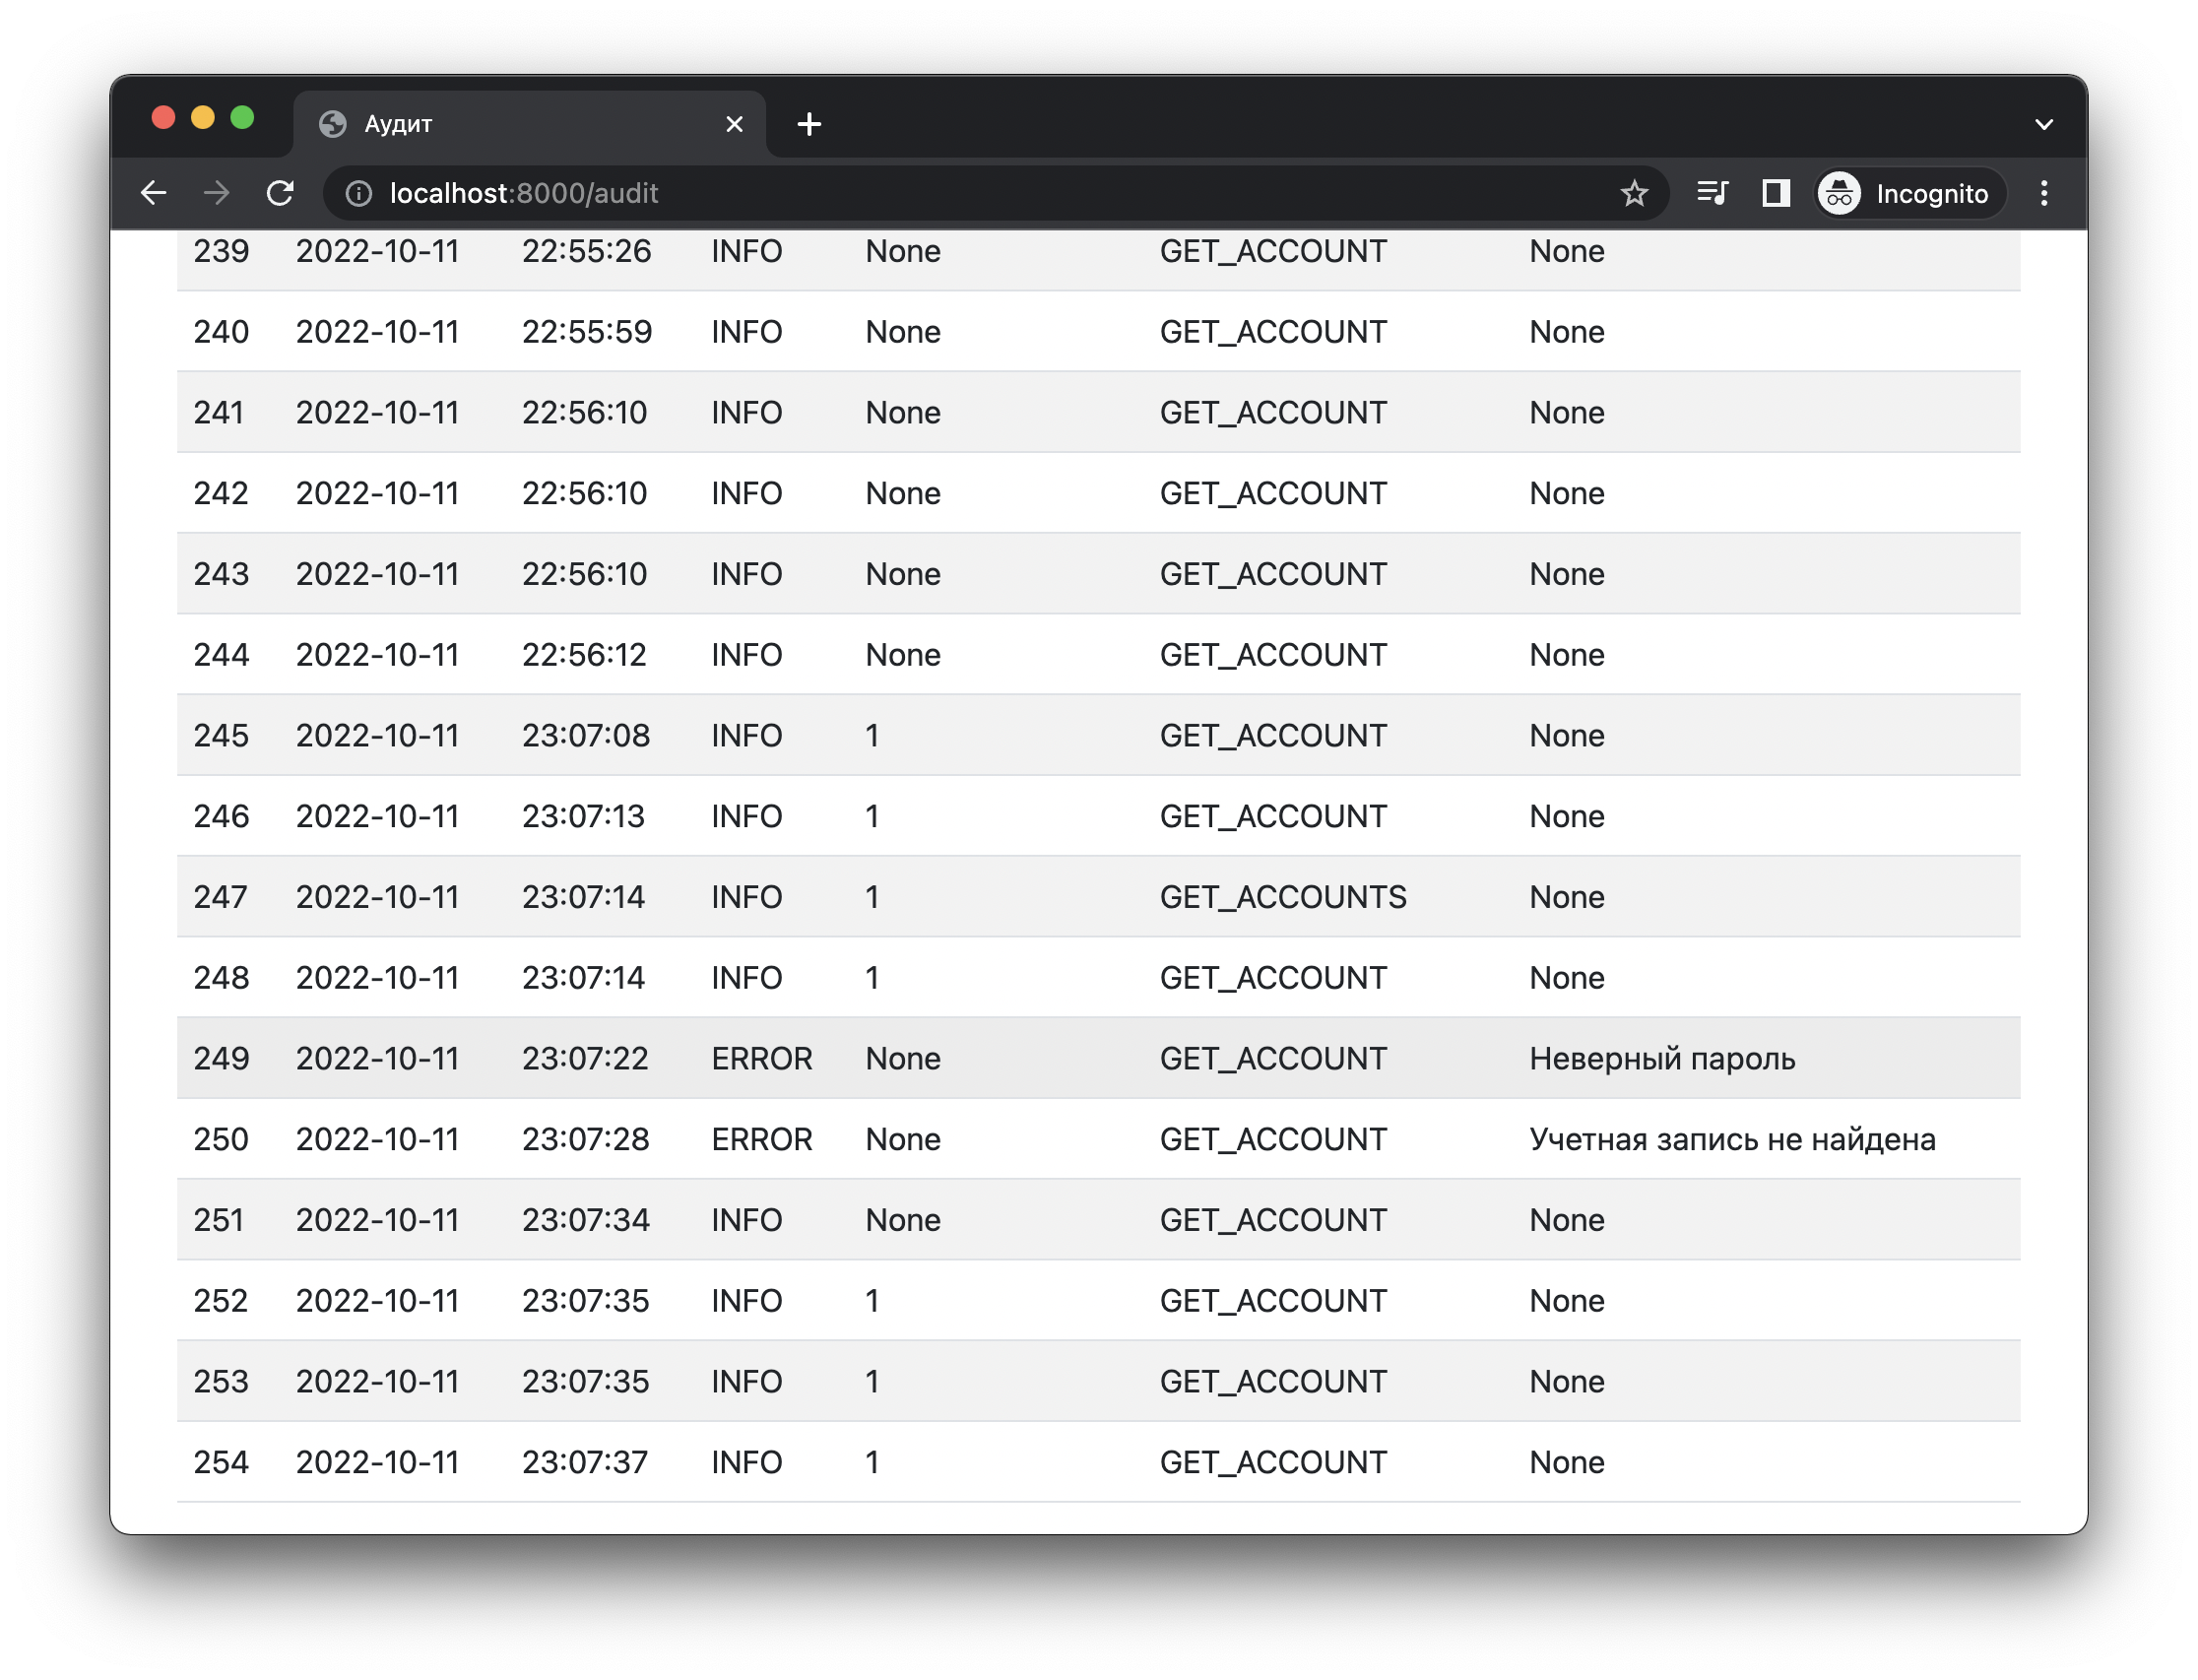 Аудит
localhost:8000/audit
Incognito
239 2022-10-11 22:55:26 INFO None GET_ACCOUNT None
240 2022-10-11 22:55:59 INFO None GET_ACCOUNT None
241 2022-10-11 22:56:10 INFO None GET_ACCOUNT None
242 2022-10-11 22:56:10 INFO None GET_ACCOUNT None
243 2022-10-11 22:56:10 INFO None GET_ACCOUNT None
244 2022-10-11 22:56:12 INFO None GET_ACCOUNT None
245 2022-10-11 23:07:08 INFO 1 GET_ACCOUNT None
246 2022-10-11 23:07:13 INFO 1 GET_ACCOUNT None
247 2022-10-11 23:07:14 INFO 1 GET_ACCOUNTS None
248 2022-10-11 23:07:14 INFO 1 GET_ACCOUNT None
249 2022-10-11 23:07:22 ERROR None GET_ACCOUNT Неверный пароль
250 2022-10-11 23:07:28 ERROR None GET_ACCOUNT Учетная запись не найдена
251 2022-10-11 23:07:34 INFO None GET_ACCOUNT None
252 2022-10-11 23:07:35 INFO 1 GET_ACCOUNT None
253 2022-10-11 23:07:35 INFO 1 GET_ACCOUNT None
254 2022-10-11 23:07:37 INFO 1 GET_ACCOUNT None